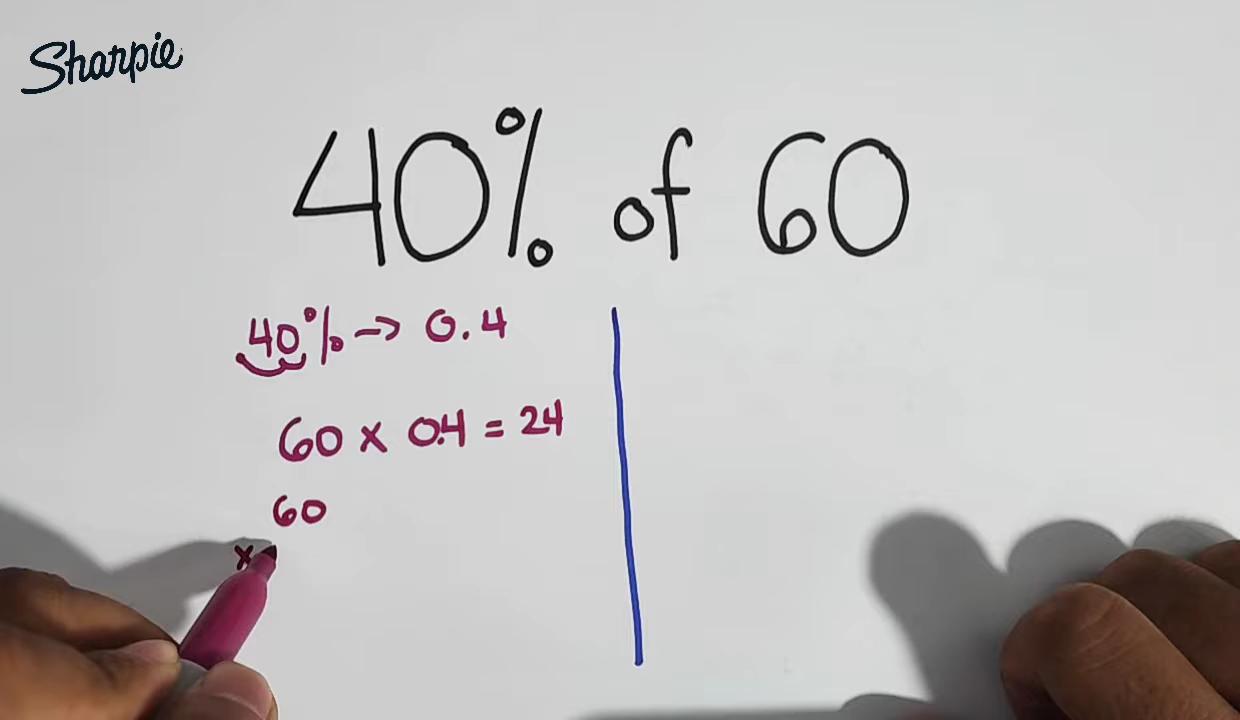 Sharpie
40% of 60
40% -> 0.4
60 x 0.4 = 24
60
x